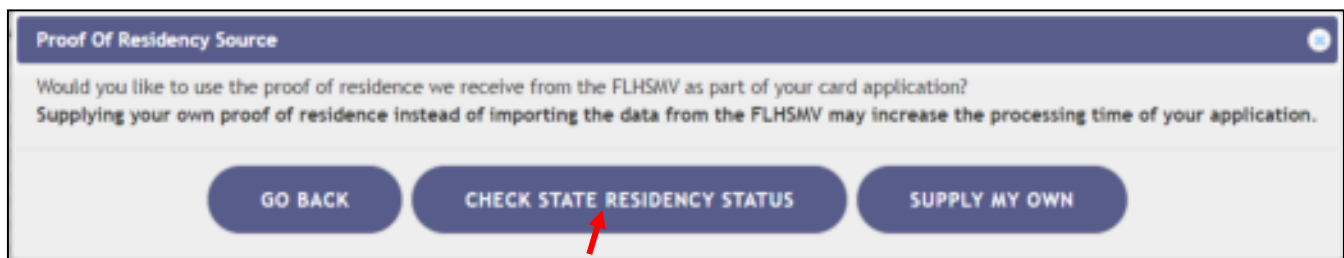 Proof Of Residency Source
Would you like to use the proof of residence we receive from the FLHSMV as part of your card application?
Supplying your own proof of residence instead of importing the data from the FLHSMV may increase the processing time of your application.
GO BACK CHECK STATE RESIDENCY STATUS SUPPLY MY OWN